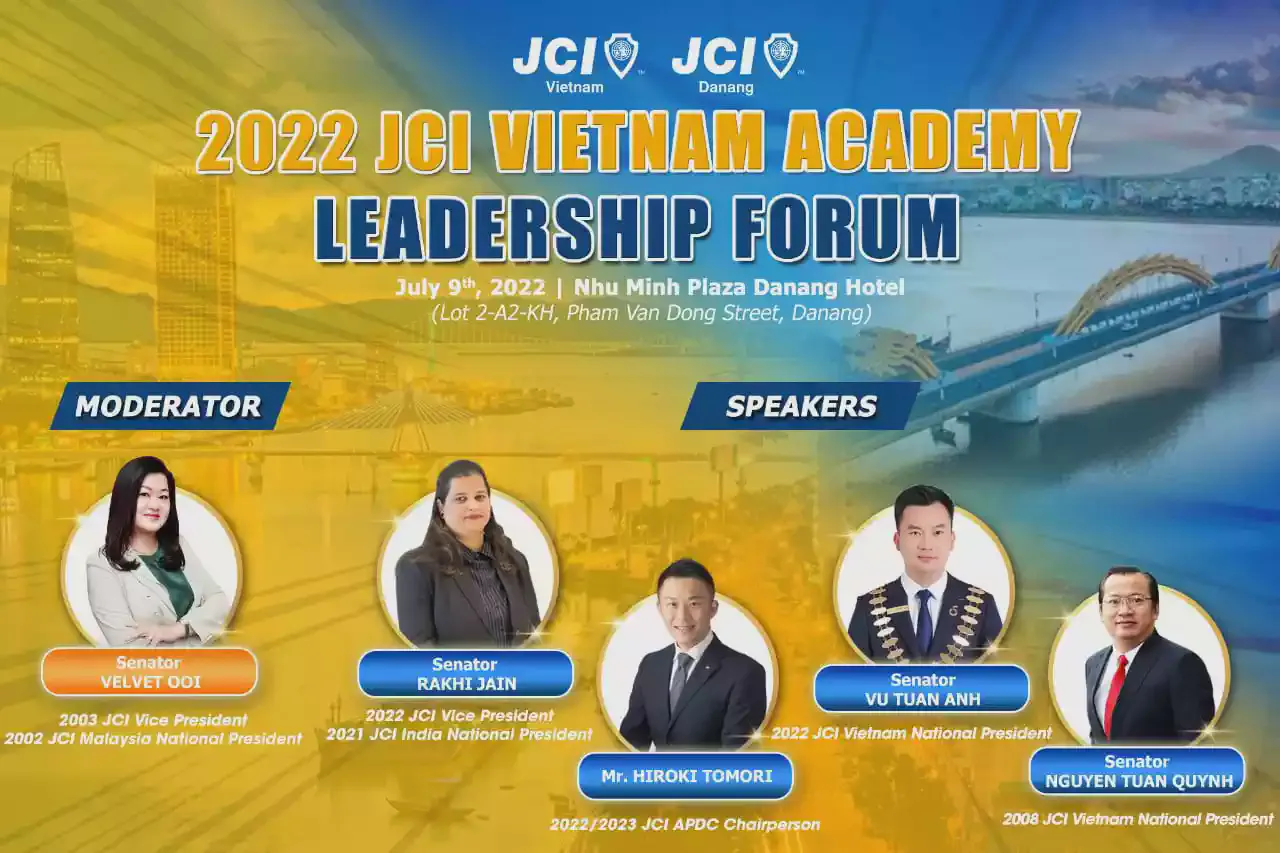 JCI JCI
Vietnam Danang
2022 JCI VIETNAM ACADEMY
LEADERSHIP FORUM
July 9th, 2022 | Nhu Minh Plaza Danang Hotel
(Lot 2-A2-KH, Pham Van Dong Street, Danang)
MODERATOR
SPEAKERS
Senator
VELVET OOI
2003 JCI Vice President
2002 JCI Malaysia National President
Senator
RAKHI JAIN
2022 JCI Vice President
2021 JCI India National President
Mr. HIROKI TOMORI
2022/2023 JCI APDC Chairperson
Senator
VU TUAN ANH
2022 JCI Vietnam National President
Senator
NGUYEN TUAN QUYNH
2008 JCI Vietnam National President